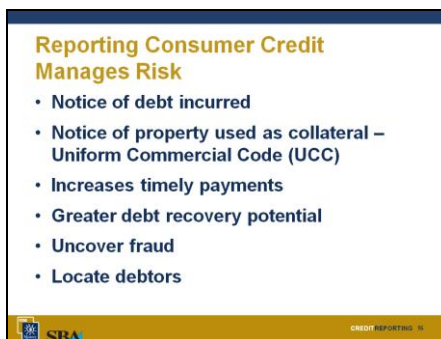 Reporting Consumer Credit
Manages Risk
• Notice of debt incurred
• Notice of property used as collateral –
Uniform Commercial Code (UCC)
• Increases timely payments
• Greater debt recovery potential
• Uncover fraud
• Locate debtors
SBA
CREDIT REPORTING